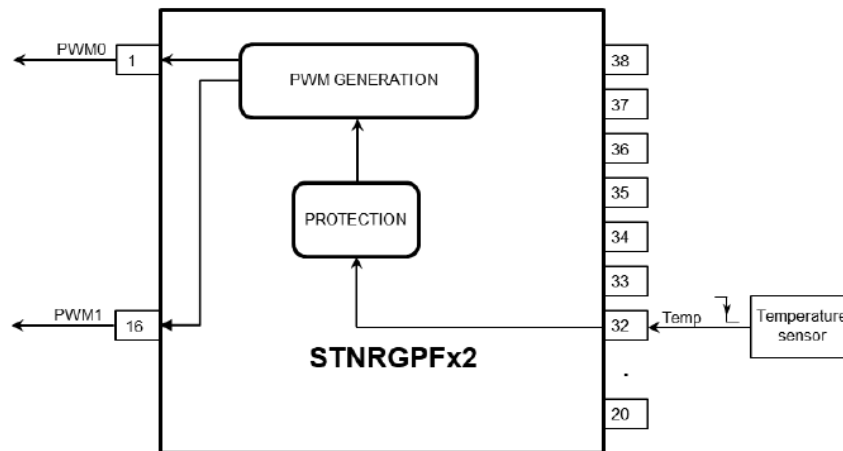 PWM0
1
PWM GENERATION
38
37
36
35
PROTECTION
34
33
PWM1
16
32
Temp
Temperature
sensor
STNRGPFx2
.
20